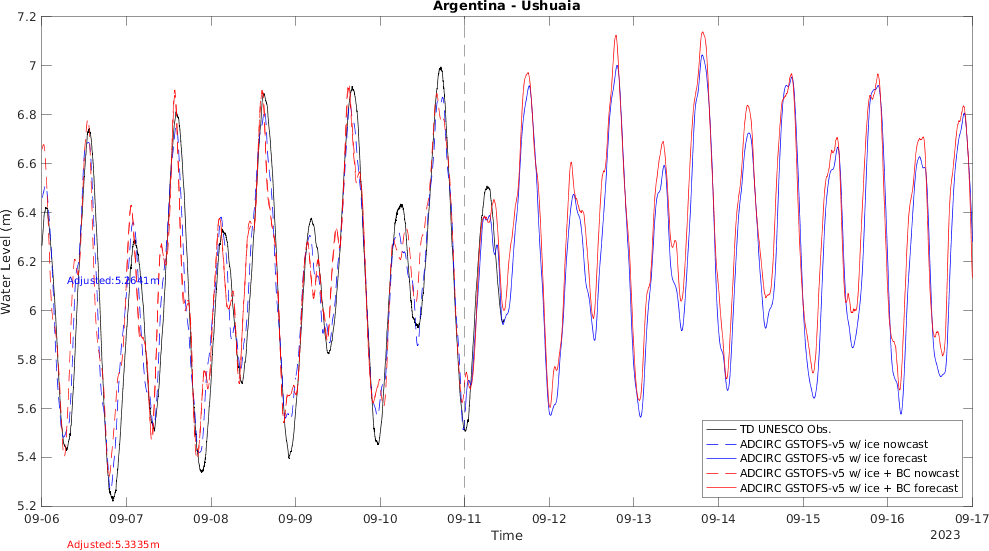 Argentina - Ushuaia
7.2
7
6.8
6.6
6.4
6.2
6
5.8
5.6
5.4
5.2
Water Level (m)
Adjusted:5.2641m
TD UNESCO Obs.
ADCIRC GSTOFS-v5 w/ ice nowcast
ADCIRC GSTOFS-v5 w/ ice forecast
ADCIRC GSTOFS-v5 w/ ice + BC nowcast
ADCIRC GSTOFS-v5 w/ ice + BC forecast
09-06 09-07 09-08 09-09 09-10 09-11 09-12 09-13 09-14 09-15 09-16 09-17
Time
2023
Adjusted:5.3335m